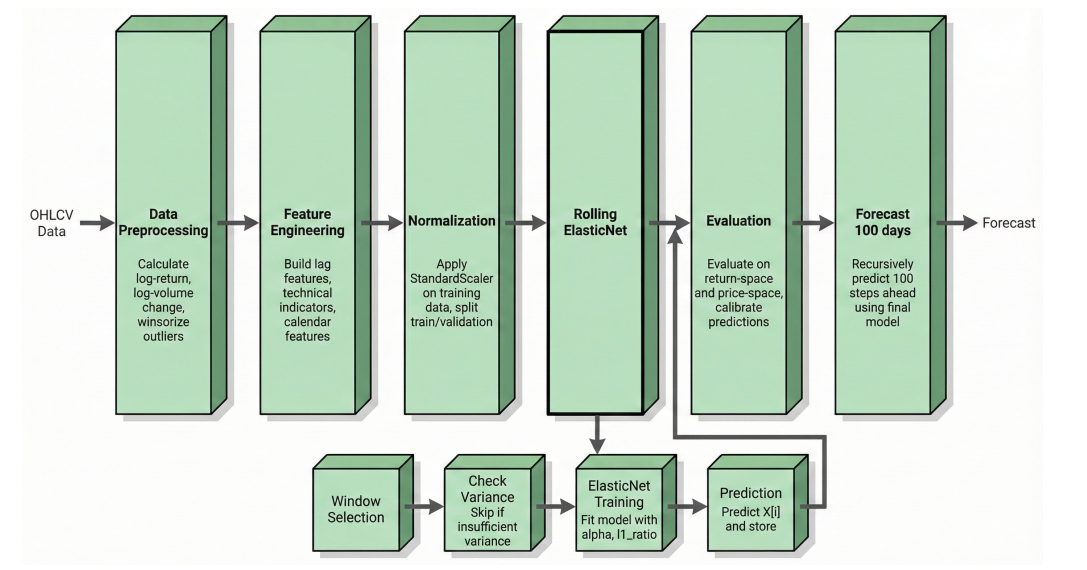 OHLCV
Data
Data
Preprocessing
Calculate
log-return,
log-volume
change,
winsorize
outliers
Feature
Engineering
Build lag
features,
technical
indicators,
calendar
features
Normalization
Apply
StandardScaler
on training
data, split
train/validation
Rolling
ElasticNet
Evaluation
Evaluate on
return-space
and price-space,
calibrate
predictions
Forecast
100 days
Recursively
predict 100
steps ahead
using final
model
Forecast
Window
Selection
Check
Variance
Skip if
insufficient
variance
ElasticNet
Training
Fit model with
alpha, l1_ratio
Prediction
Predict X[i]
and store